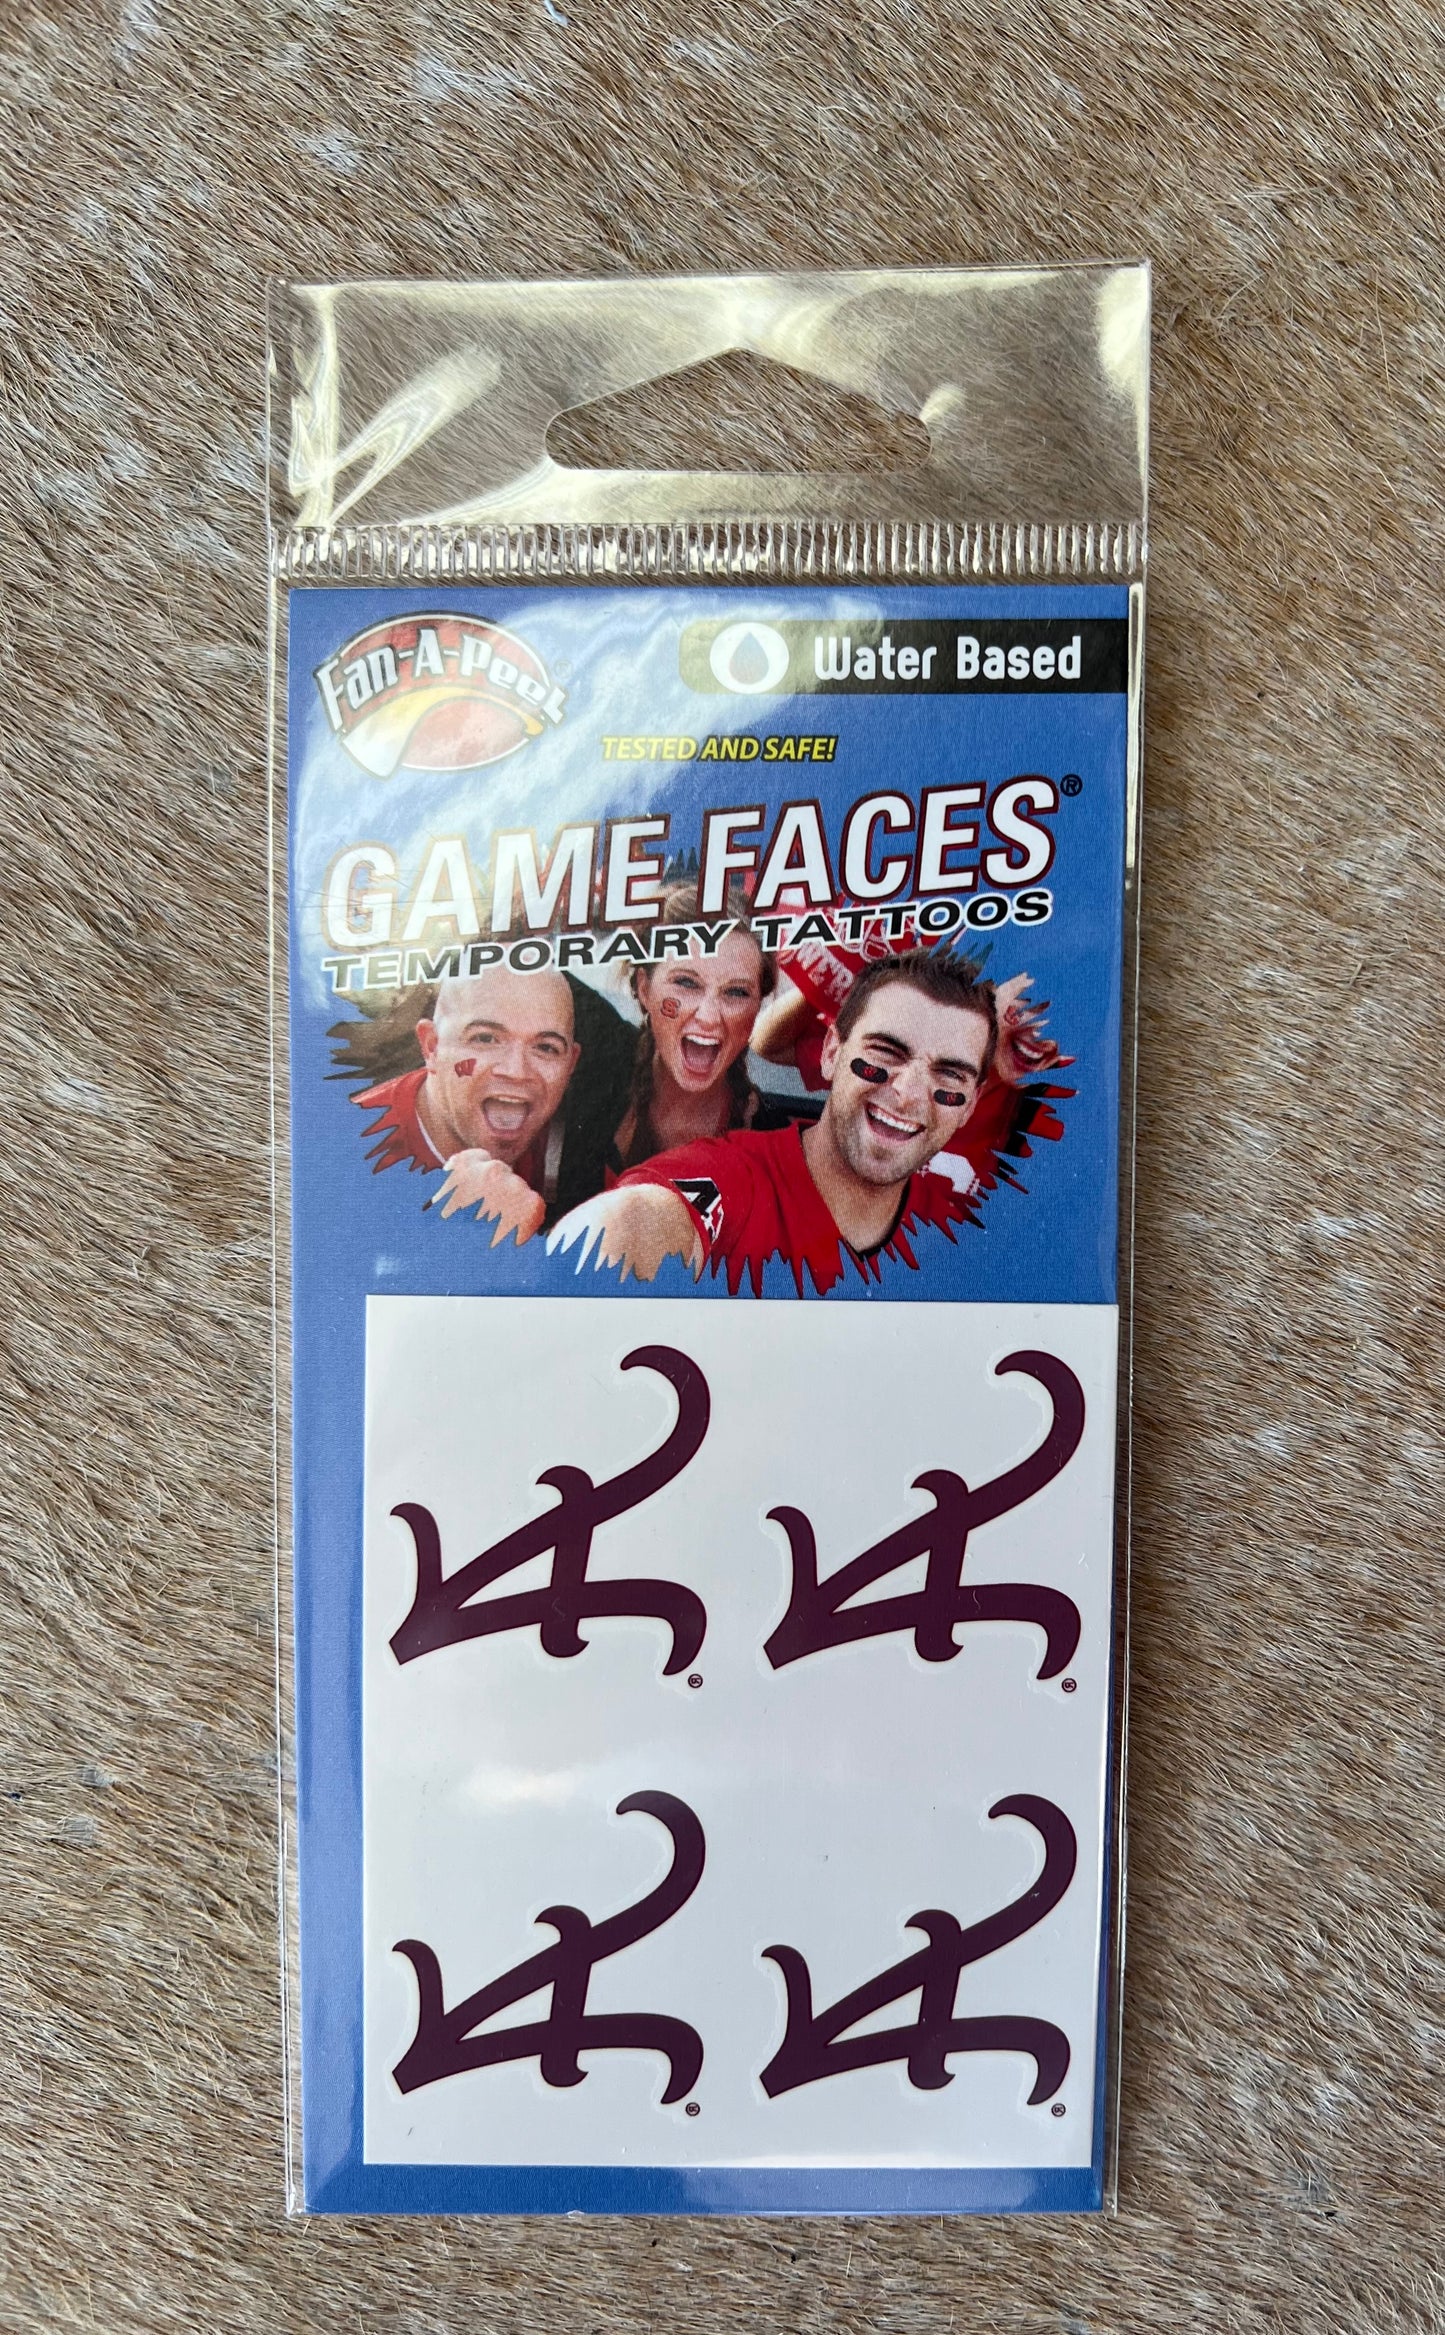 Fan-A-Peel®
Water Based
TESTED AND SAFE!
GAME FACES®
TEMPORARY TATTOOS
A
A
A
A